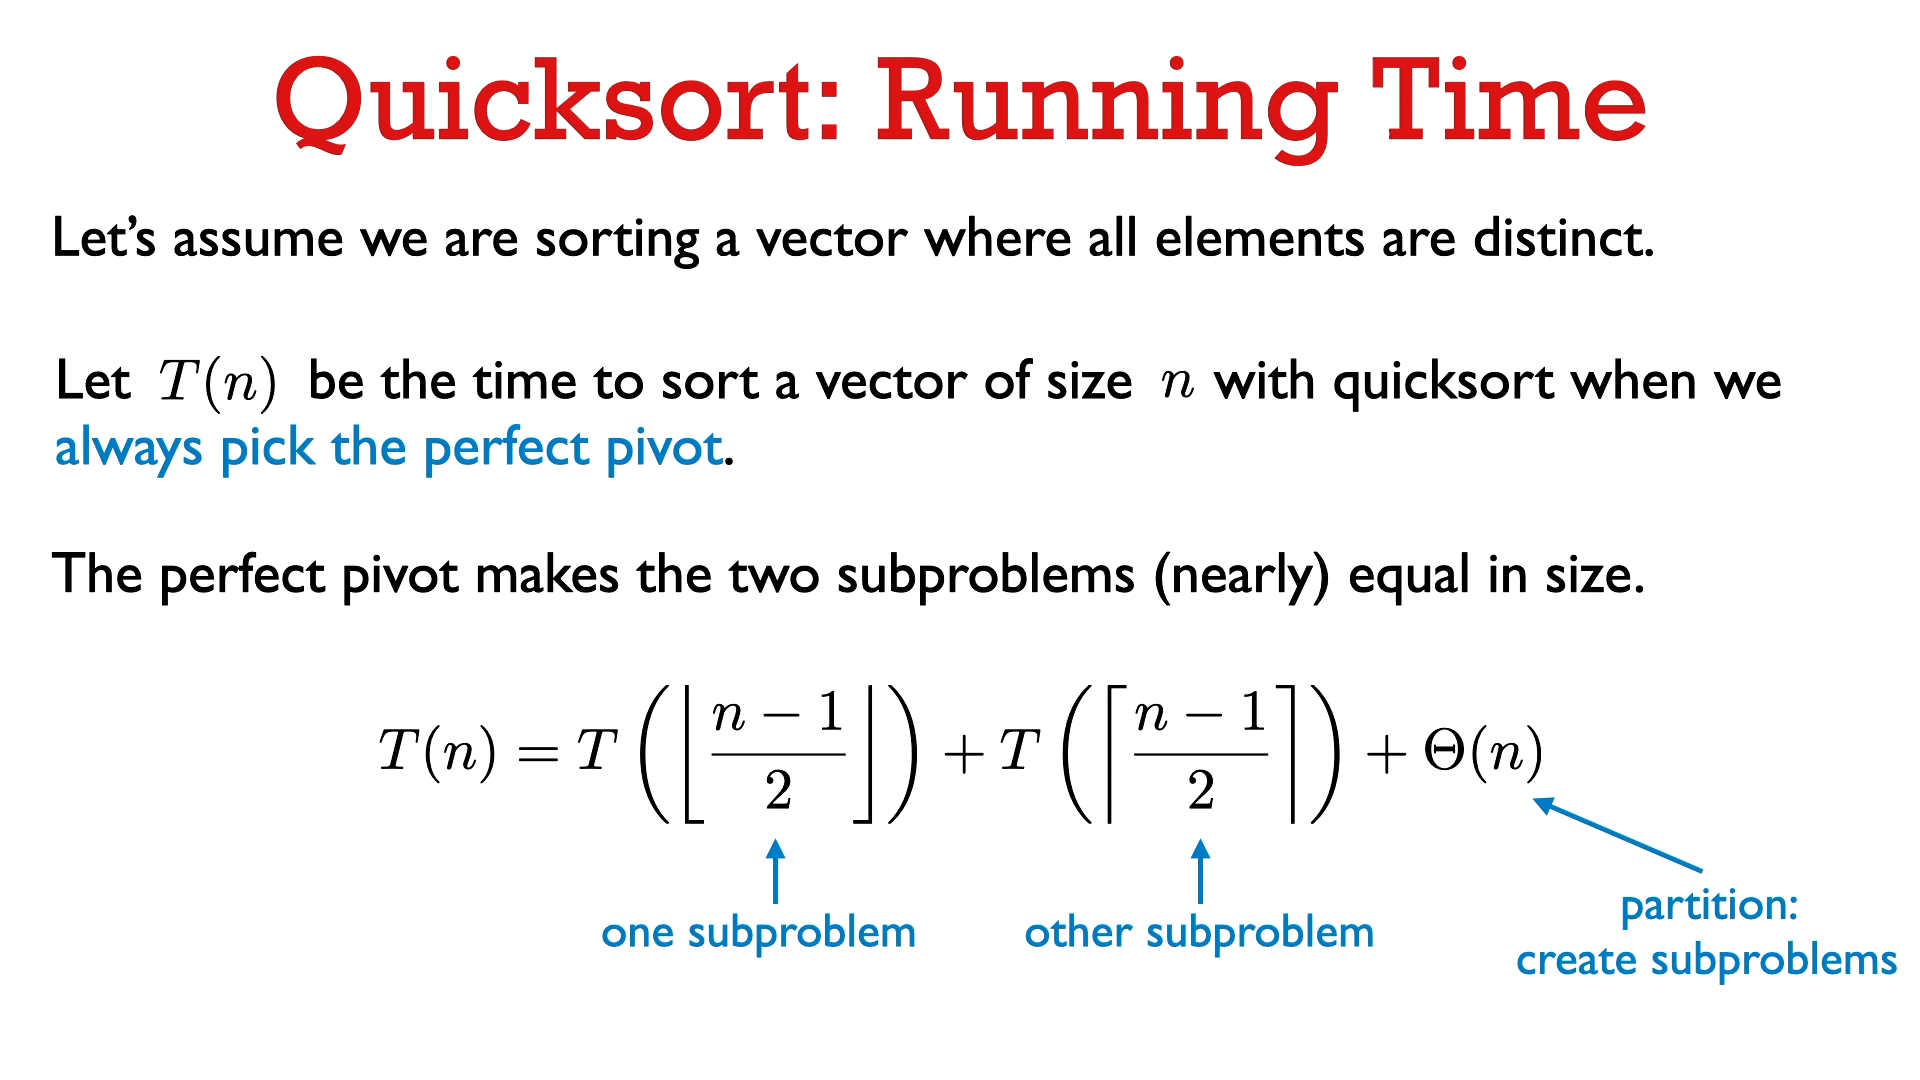 Quicksort: Running Time
Let's assume we are sorting a vector where all elements are distinct.
Let T(n) be the time to sort a vector of size n with quicksort when we
always pick the perfect pivot.
The perfect pivot makes the two subproblems (nearly) equal in size.
T(n) = T(⌊(n − 1)/2⌋) + T(⌈(n − 1)/2⌉) + Θ(n)
one subproblem
other subproblem
partition:
create subproblems